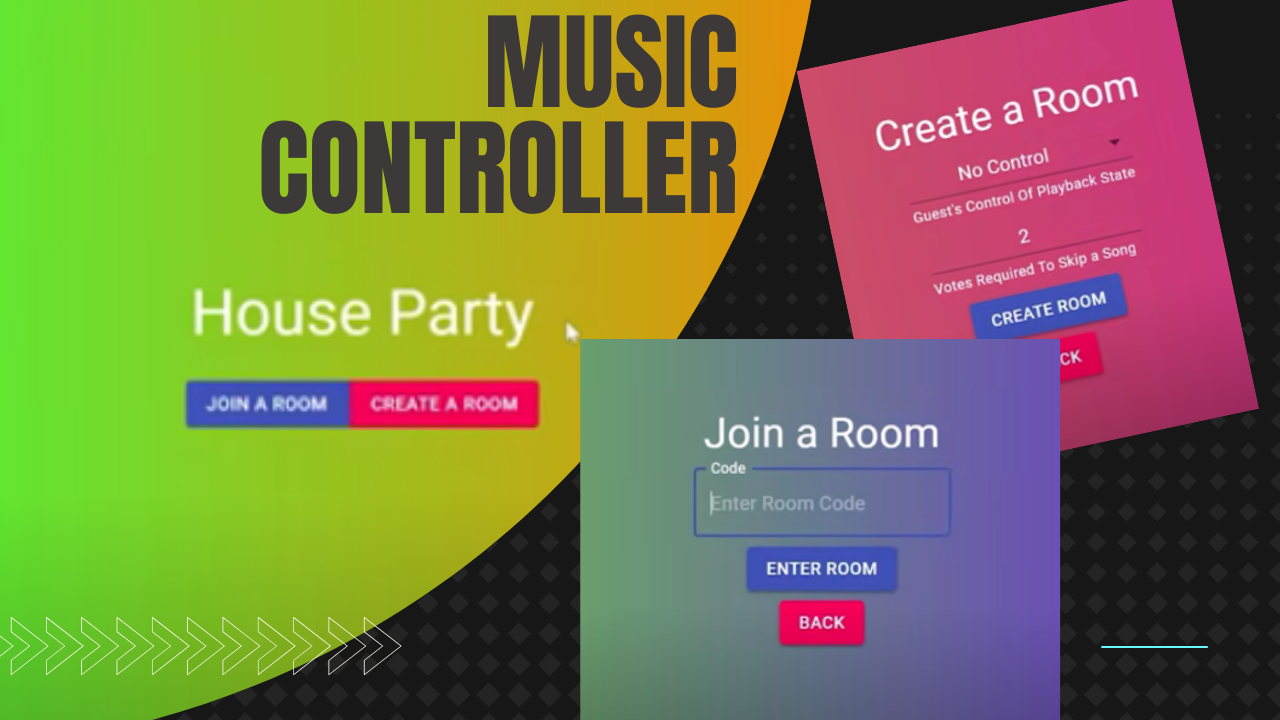 MUSIC
CONTROLLER
House Party
JOIN A ROOM
CREATE A ROOM
Create a Room
No Control
Guest's Control Of Playback State
2
Votes Required To Skip a Song
CREATE ROOM
CK
Join a Room
Code
Enter Room Code
ENTER ROOM
BACK